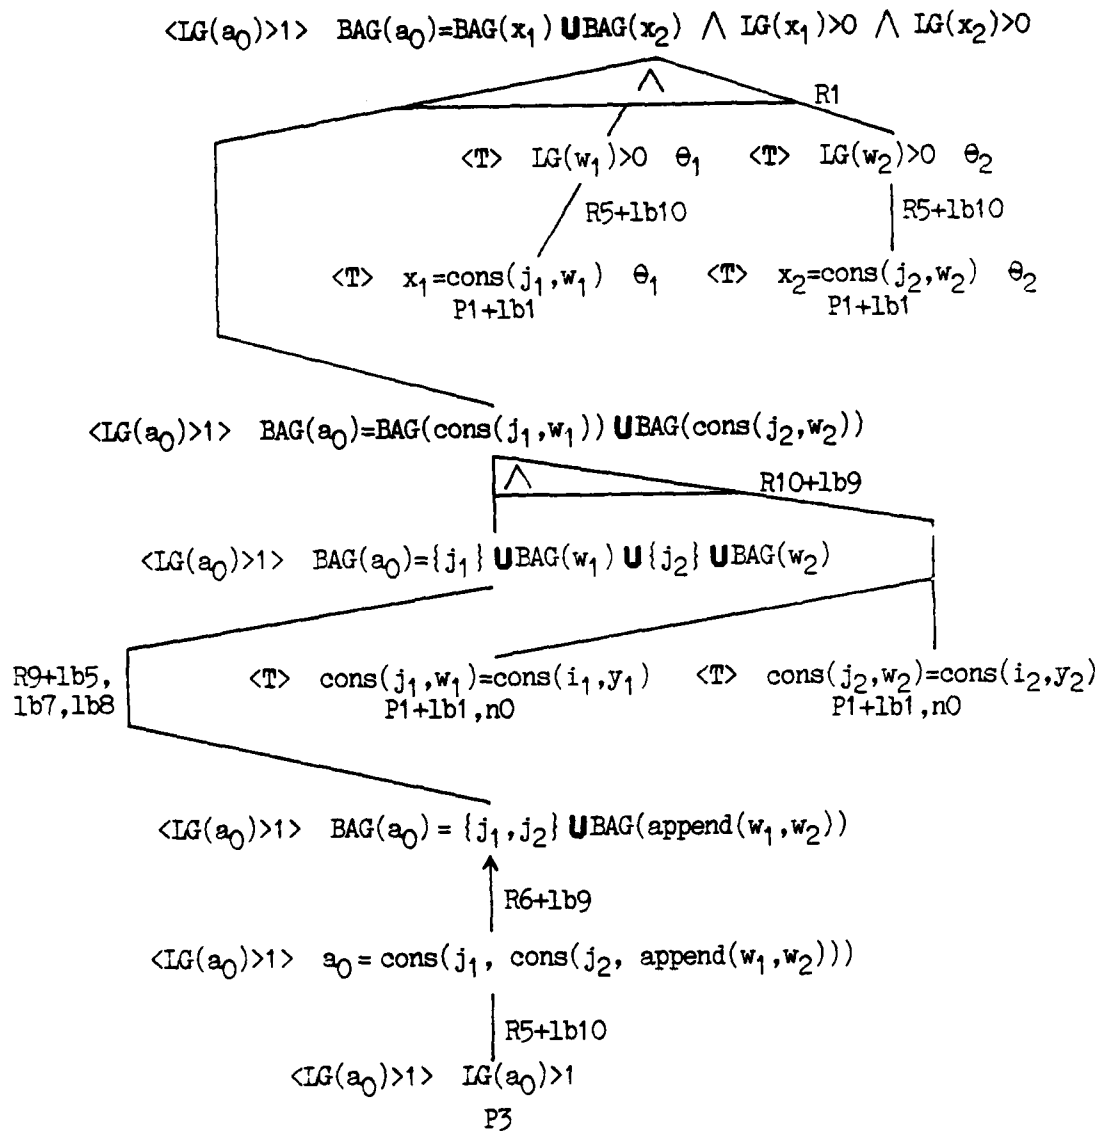 <LG(a₀)>1> BAG(a₀)=BAG(x₁) ∪BAG(x₂) ∧ LG(x₁)>0 ∧ LG(x₂)>0
∧
R1
<T> LG(w₁)>0 θ₁ <T> LG(w₂)>0 θ₂
R5+lb10 R5+lb10
<T> x₁=cons(j₁,w₁) θ₁ <T> x₂=cons(j₂,w₂) θ₂
P1+lb1 P1+lb1
<LG(a₀)>1> BAG(a₀)=BAG(cons(j₁,w₁)) ∪BAG(cons(j₂,w₂))
∧ R10+lb9
<LG(a₀)>1> BAG(a₀)={j₁} ∪BAG(w₁) ∪{j₂} ∪BAG(w₂)
R9+lb5,
lb7,lb8
<T> cons(j₁,w₁)=cons(i₁,y₁) <T> cons(j₂,w₂)=cons(i₂,y₂)
P1+lb1,n0 P1+lb1,n0
<LG(a₀)>1> BAG(a₀) = {j₁,j₂} ∪BAG(append(w₁,w₂))
R6+lb9
<LG(a₀)>1> a₀ = cons(j₁, cons(j₂, append(w₁,w₂)))
R5+lb10
<LG(a₀)>1> LG(a₀)>1
P3